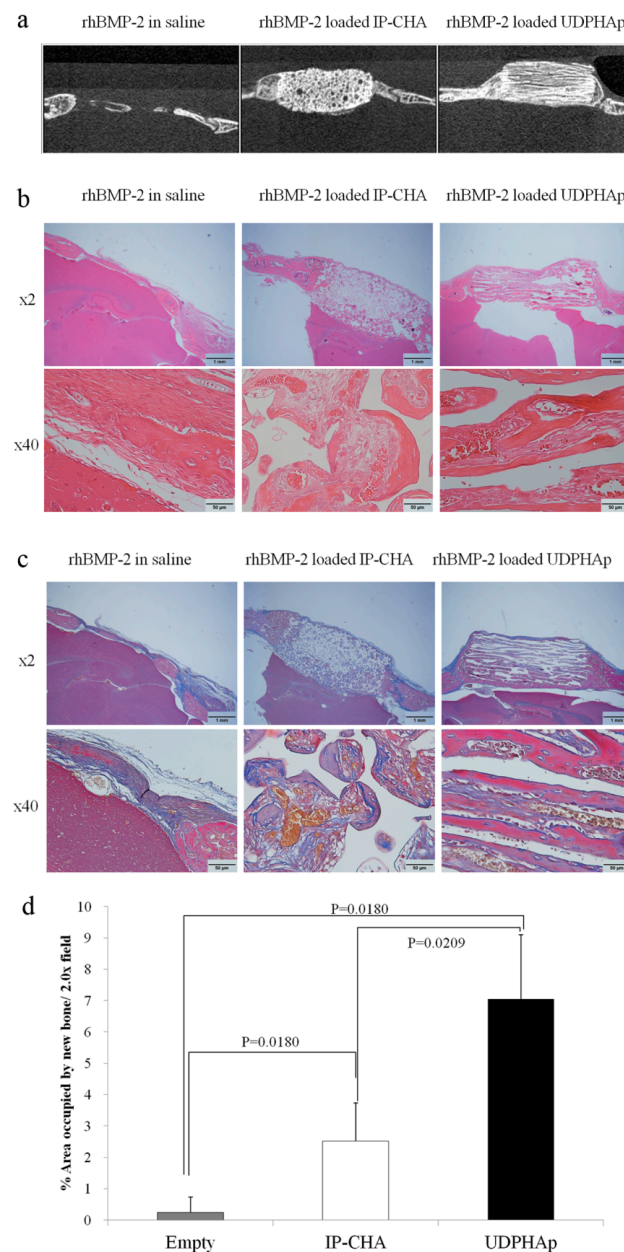 a
rhBMP-2 in saline rhBMP-2 loaded IP-CHA rhBMP-2 loaded UDPHAp
b
rhBMP-2 in saline rhBMP-2 loaded IP-CHA rhBMP-2 loaded UDPHAp
x2
1 mm 1 mm 1 mm
x40
50 µm 50 µm 50 µm
c
rhBMP-2 in saline rhBMP-2 loaded IP-CHA rhBMP-2 loaded UDPHAp
x2
1 mm 1 mm 1 mm
x40
50 µm 50 µm 50 µm
d
% Area occupied by new bone/ 2.0x field
10
9
8
7
6
5
4
3
2
1
0
P=0.0180
P=0.0209
P=0.0180
Empty IP-CHA UDPHAp